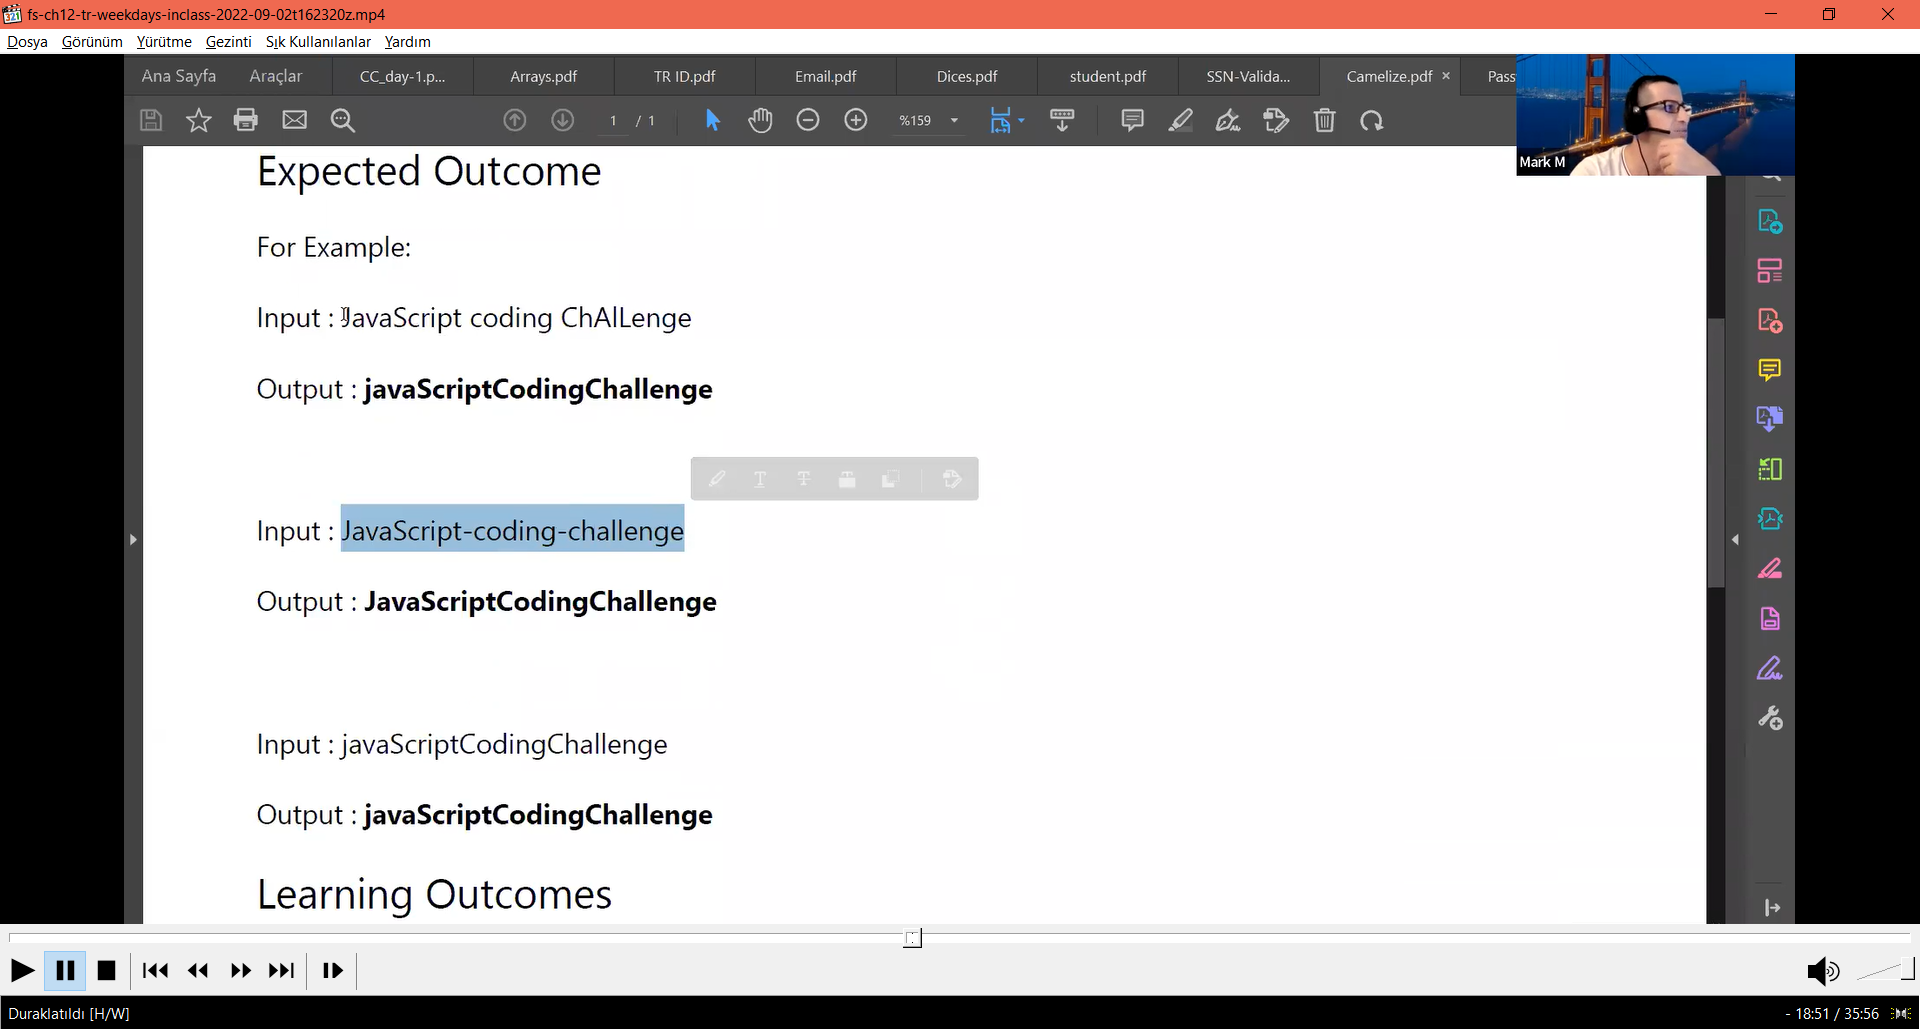 fs-ch12-tr-weekdays-inclass-2022-09-02t162320z.mp4
Dosya Görünüm Yürütme Gezinti Sık Kullanılanlar Yardım
Ana Sayfa Araçlar CC_day-1.p... Arrays.pdf TR ID.pdf Email.pdf Dices.pdf student.pdf SSN-Valida... Camelize.pdf × Pass
1 / 1 %159
Mark M
Expected Outcome
For Example:
Input : JavaScript coding ChAlLenge
Output : javaScriptCodingChallenge
Input : JavaScript-coding-challenge
Output : JavaScriptCodingChallenge
Input : javaScriptCodingChallenge
Output : javaScriptCodingChallenge
Learning Outcomes
Duraklatıldı [H/W]
- 18:51 / 35:56